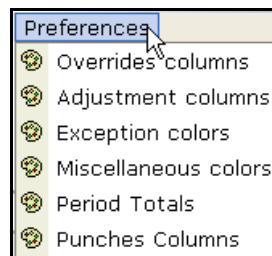 Preferences
Overrides columns
Adjustment columns
Exception colors
Miscellaneous colors
Period Totals
Punches Columns